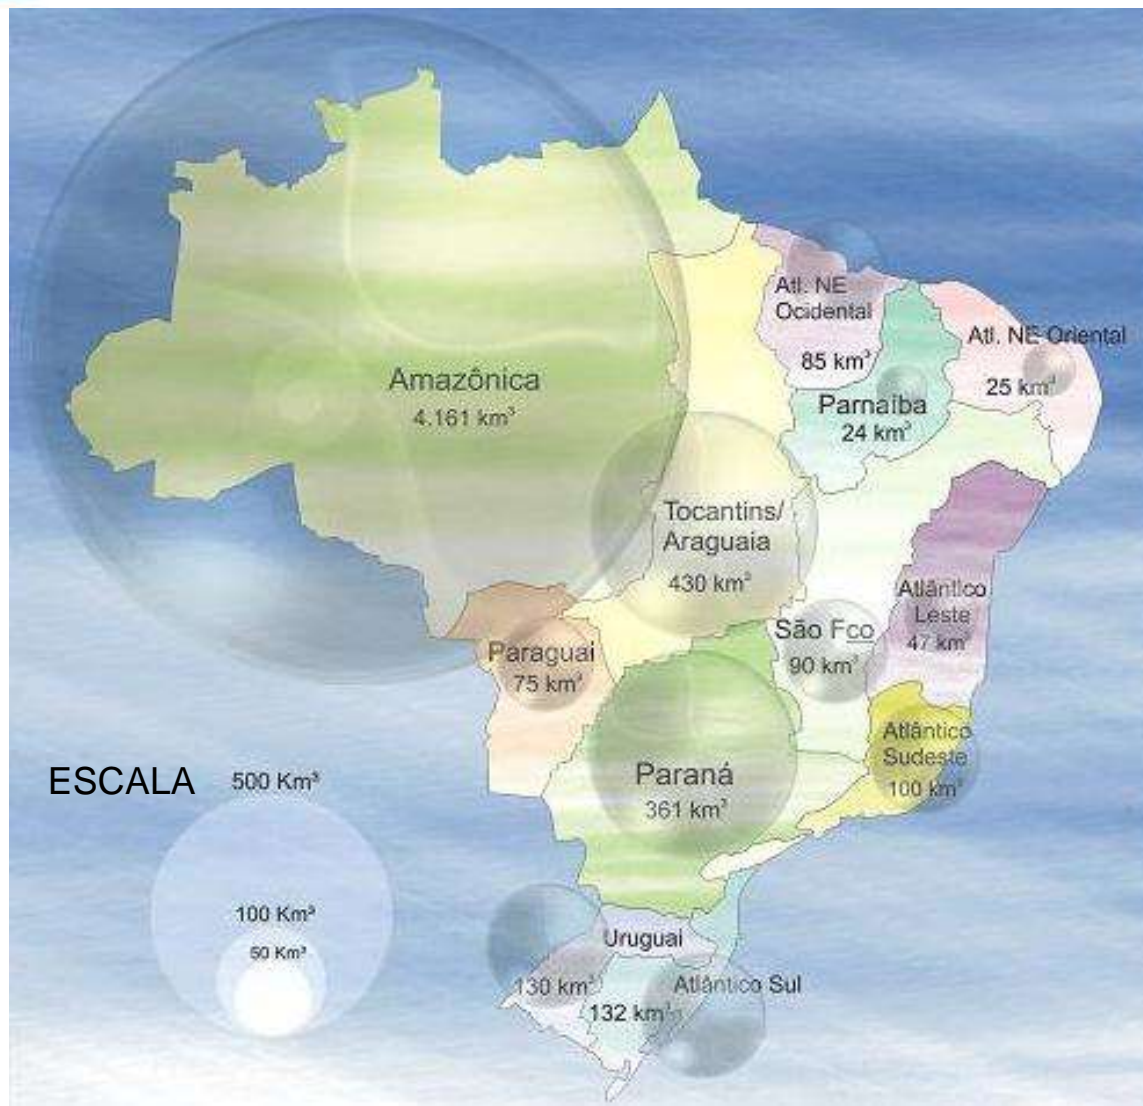 Atl. NE
Ocidental
85 km³
Atl. NE Oriental
25 km³
Amazônica
4.161 km³
Parnaíba
24 km³
Tocantins/
Araguaia
430 km³
Atlântico
Leste
47 km³
São Fco
90 km³
Paraguai
75 km³
Atlântico
Sudeste
100 km³
Paraná
361 km³
ESCALA
500 Km³
100 Km³
50 Km³
Uruguai
130 km³
Atlântico Sul
132 km³